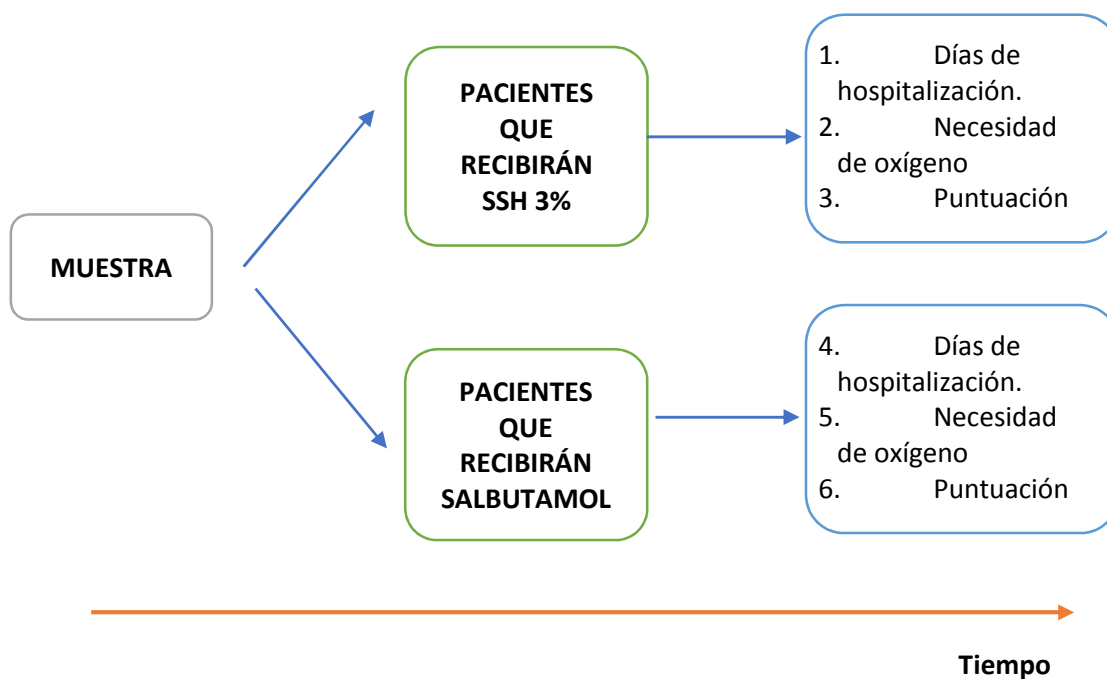 MUESTRA
PACIENTES
QUE
RECIBIRÁN
SSH 3%
1. Días de
hospitalización.
2. Necesidad
de oxígeno
3. Puntuación
PACIENTES
QUE
RECIBIRÁN
SALBUTAMOL
4. Días de
hospitalización.
5. Necesidad
de oxígeno
6. Puntuación
Tiempo